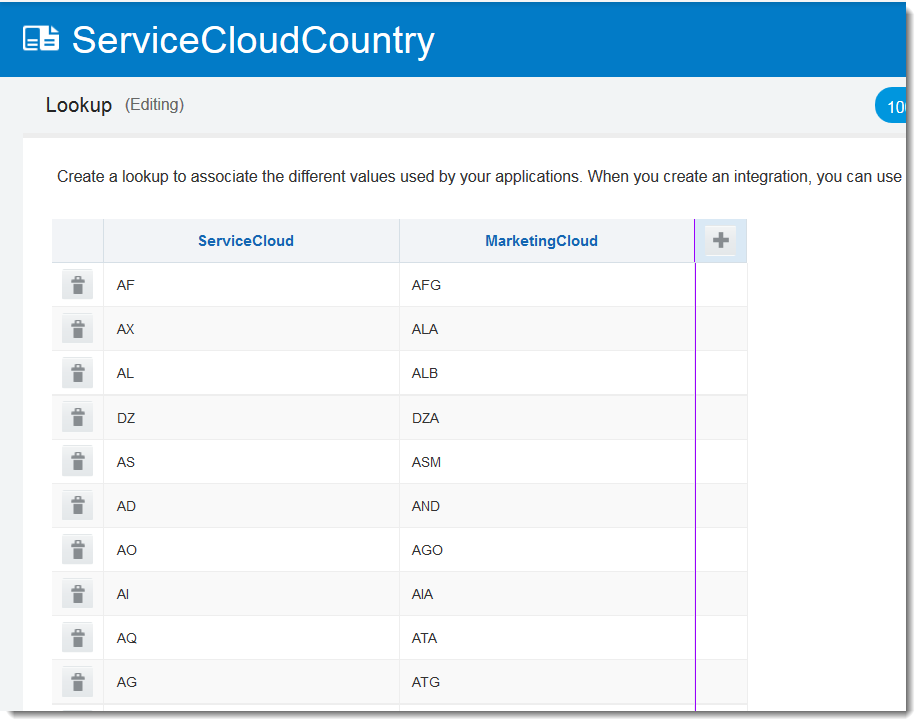 ServiceCloudCountry
Lookup (Editing)
10
Create a lookup to associate the different values used by your applications. When you create an integration, you can use
ServiceCloud MarketingCloud
AF AFG
AX ALA
AL ALB
DZ DZA
AS ASM
AD AND
AO AGO
AI AIA
AQ ATA
AG ATG